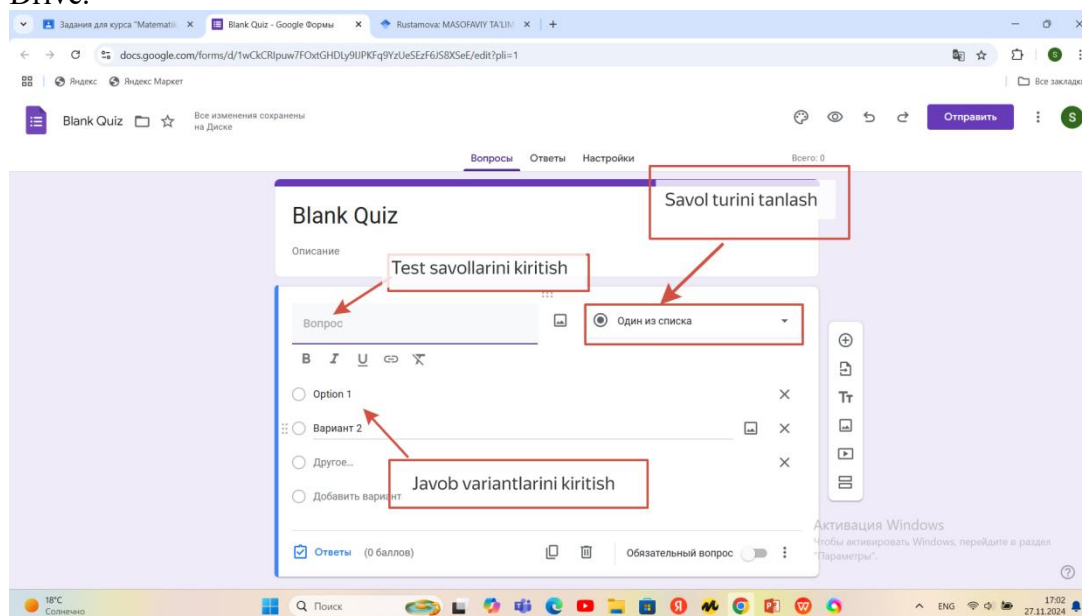 Drive.
Задания для курса "Matemati
Blank Quiz - Google Формы
Rustamova: MASOFAVIY TA'LIM
docs.google.com/forms/d/1wCkCRIpuw7FOxtGHDLy9IJPKFq9YzUeSEzF6JS8XSeE/edit?pli=1
S
Яндекс
Яндекс Маркет
Все закладки
Blank Quiz
Все изменения сохранены
на Диске
Отправить
S
Вопросы
Ответы
Настройки
Всего: 0
Savol turini tanlash
Blank Quiz
Описание
Test savollarini kiritish
Вопрос
Один из списка
B I U
Option 1
Тт
Вариант 2
Другое...
Javob variantlarini kiritish
Добавить вариант
Активация Windows
Чтобы активировать Windows, перейдите в раздел
"Параметры".
Ответы (0 баллов)
Обязательный вопрос
18°C
Солнечно
Поиск
ENG
17:02
27.11.2024